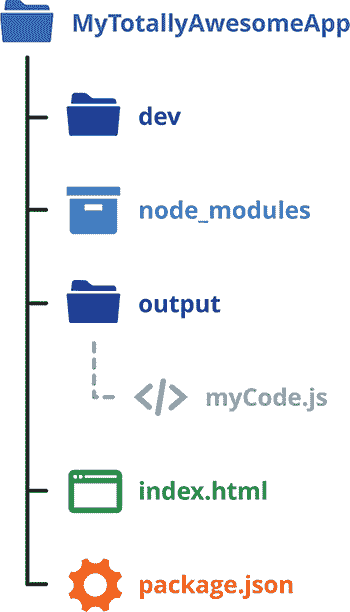 MyTotallyAwesomeApp
dev
node_modules
output
myCode.js
index.html
package.json